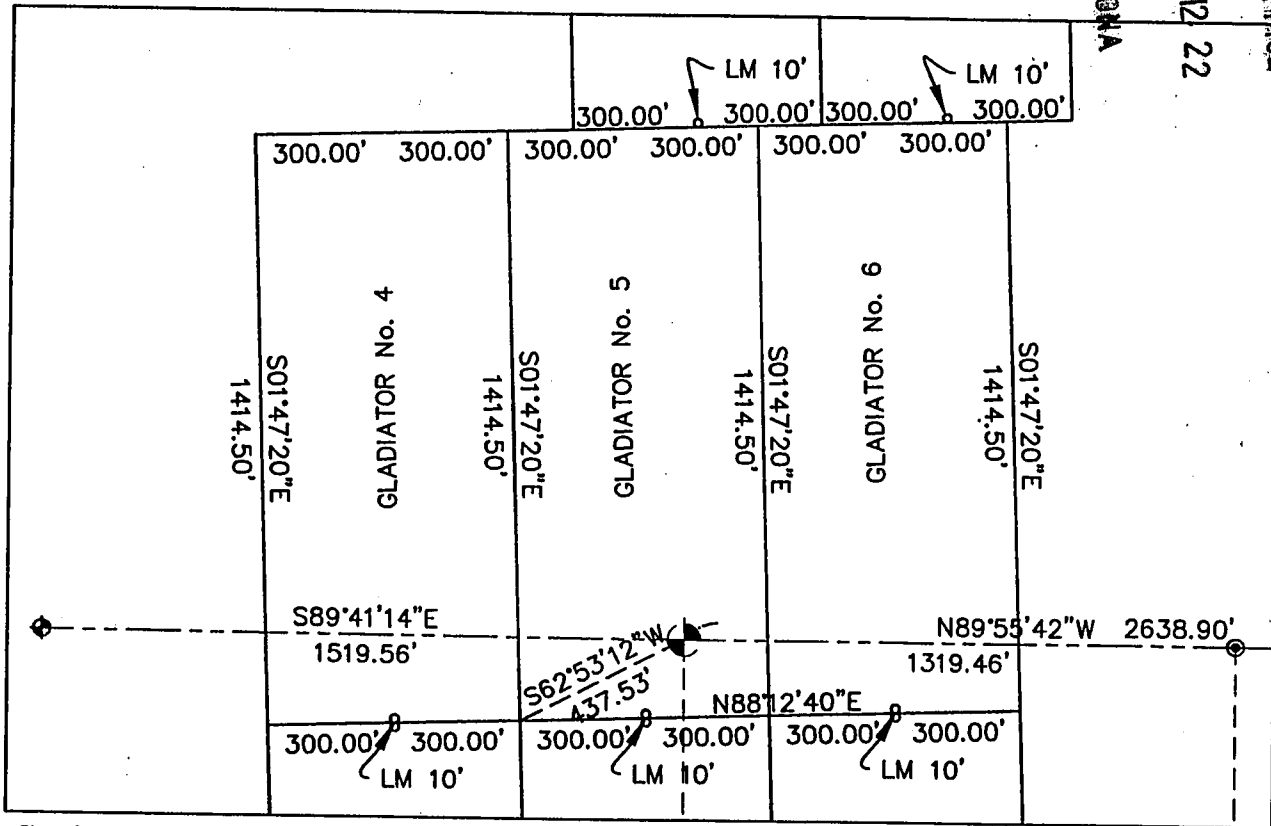 12 22
LM 10'
LM 10'
300.00' 300.00' 300.00' 300.00'
300.00' 300.00' 300.00' 300.00' 300.00' 300.00'
GLADIATOR No. 4
GLADIATOR No. 5
GLADIATOR No. 6
S01°47'20"E
1414.50'
S01°47'20"E
1414.50'
S01°47'20"E
1414.50'
S01°47'20"E
1414.50'
S89°41'14"E
1519.56'
S62°53'12"W
437.53'
N89°55'42"W 2638.90'
1319.46'
N88°12'40"E
300.00' 300.00' 300.00' 300.00' 300.00' 300.00'
LM 10'
LM 10'
LM 10'